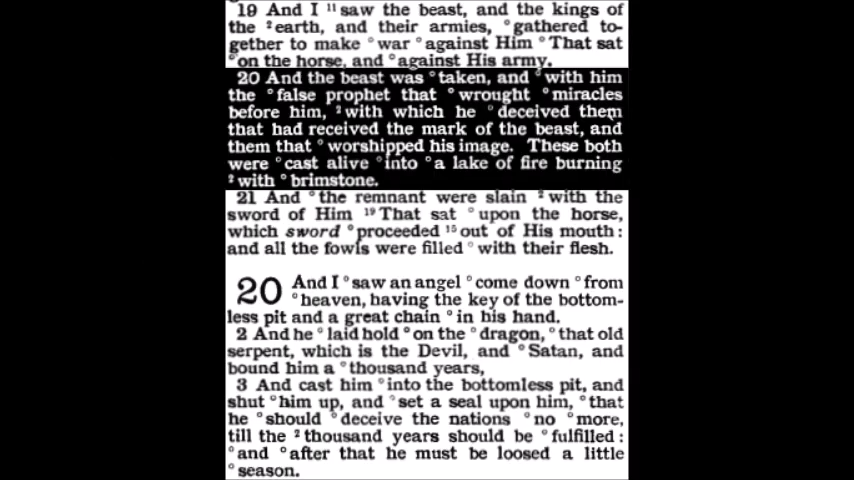 19 And I ¹¹ saw the beast, and the kings of
the ² earth, and their armies, ° gathered to-
gether to make ° war ° against Him ° That sat
° on the horse, and ° against His army.
20 And the beast was ° taken, and ° with him
the ° false prophet that ° wrought ° miracles
before him, ² with which he ° deceived them
that had received the mark of the beast, and
them that ° worshipped his image. These both
were ° cast alive ° into ° a lake of fire burning
² with ° brimstone.
21 And ° the remnant were slain ² with the
sword of Him ¹⁹ That sat ° upon the horse,
which sword ° proceeded ¹⁵ out of His mouth:
and all the fowls were filled ° with their flesh.
20 And I ° saw an angel ° come down ° from
° heaven, having the key of the bottom-
less pit and a great chain ° in his hand.
2 And he ° laid hold ° on the ° dragon, ° that old
serpent, which is the Devil, and ° Satan, and
bound him a ° thousand years,
3 And cast him ° into the bottomless pit, and
shut ° him up, and ° set a seal upon him, ° that
he ° should ° deceive the nations ° no ° more,
till the ² thousand years should be ° fulfilled:
° and ° after that he must be loosed a little
° season.